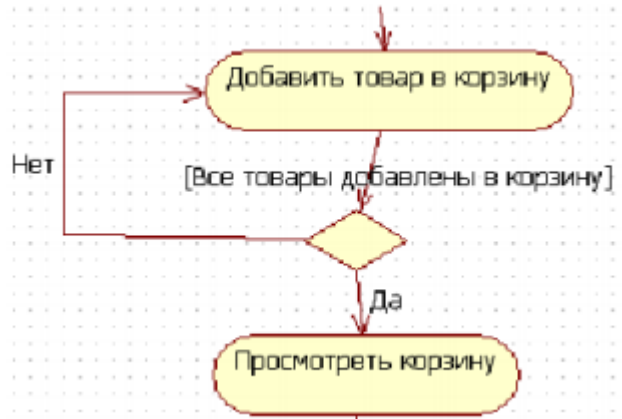 Добавить товар в корзину
Нет
[Все товары добавлены в корзину]
Да
Просмотреть корзину